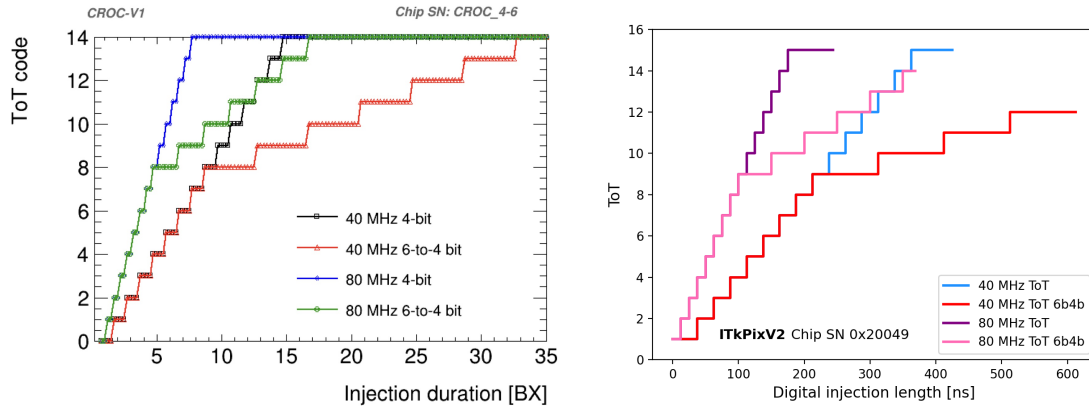 CROC-V1 Chip SN: CROC_4-6
ToT code
14
12
10
8
6
4
2
0
40 MHz 4-bit
40 MHz 6-to-4 bit
80 MHz 4-bit
80 MHz 6-to-4 bit
5 10 15 20 25 30 35
Injection duration [BX]
16
14
12
10
8
6
4
2
0
ToT
40 MHz ToT
40 MHz ToT 6b4b
80 MHz ToT
80 MHz ToT 6b4b
ITkPixV2 Chip SN 0x20049
0 100 200 300 400 500 600
Digital injection length [ns]